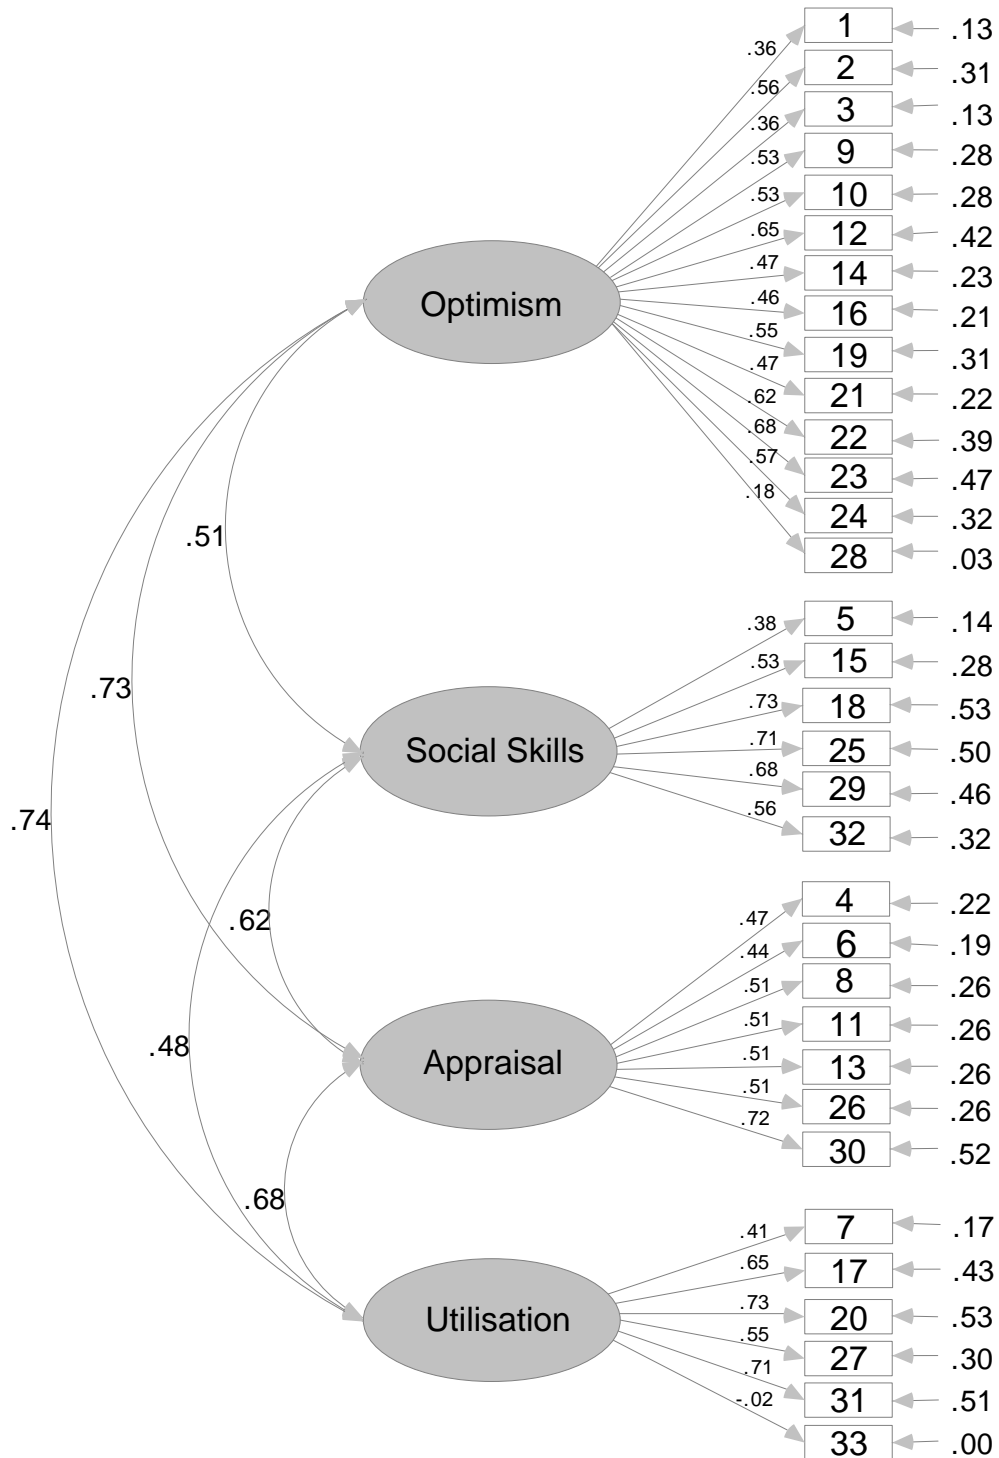 .36 1 .13
.56 2 .31
.36 3 .13
.53 9 .28
.53 10 .28
.65 12 .42
.47 14 .23
.46 16 .21
.55 19 .31
.47 21 .22
.62 22 .39
.68 23 .47
.57 24 .32
.18 28 .03
Optimism
.51
.73
.74
.38 5 .14
.53 15 .28
.73 18 .53
.71 25 .50
.68 29 .46
.56 32 .32
Social Skills
.62
.48
.47 4 .22
.44 6 .19
.51 8 .26
.51 11 .26
.51 13 .26
.51 26 .26
.72 30 .52
Appraisal
.68
.41 7 .17
.65 17 .43
.73 20 .53
.55 27 .30
.71 31 .51
-.02 33 .00
Utilisation